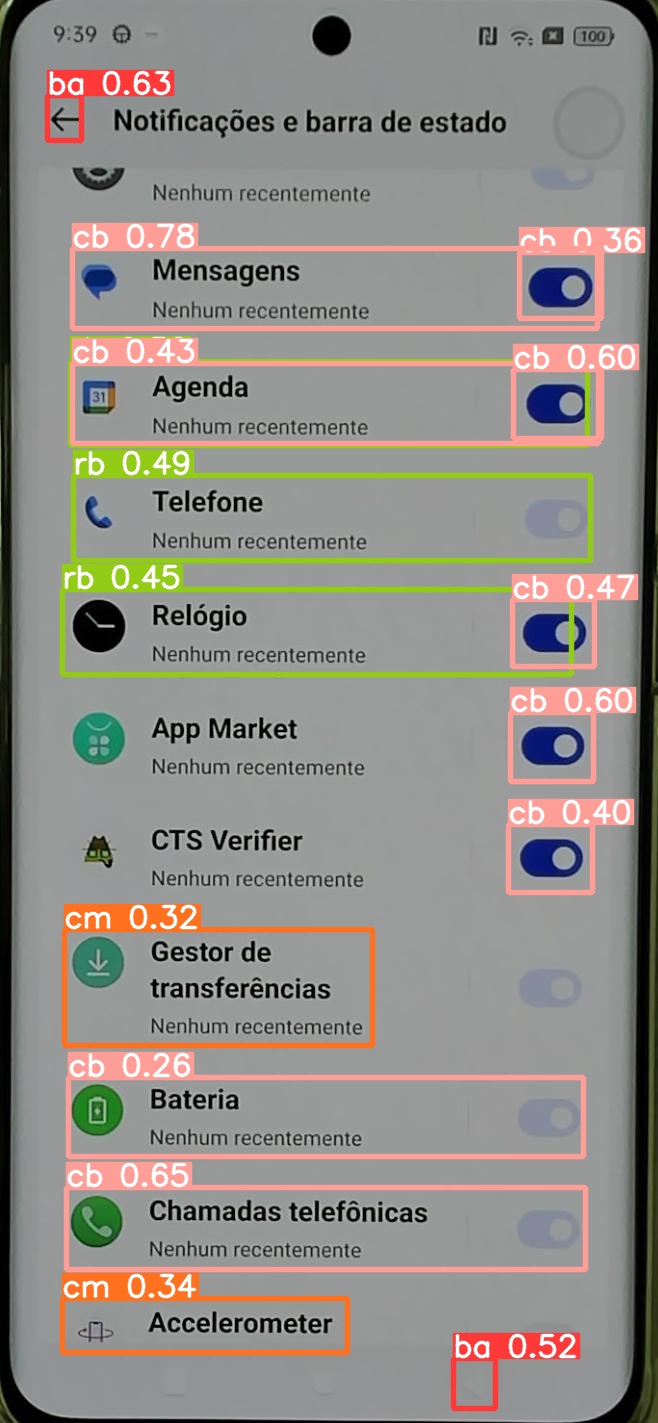 9:39
100
ba 0.63
Notificações e barra de estado
Nenhum recentemente
cb 0.78
cb 0.36
Mensagens
Nenhum recentemente
cb 0.43
cb 0.60
Agenda
31
Nenhum recentemente
rb 0.49
Telefone
Nenhum recentemente
rb 0.45
cb 0.47
Relógio
Nenhum recentemente
cb 0.60
App Market
Nenhum recentemente
cb 0.40
CTS Verifier
Nenhum recentemente
cm 0.32
Gestor de
transferências
Nenhum recentemente
cb 0.26
Bateria
Nenhum recentemente
cb 0.65
Chamadas telefônicas
Nenhum recentemente
cm 0.34
Accelerometer
ba 0.52